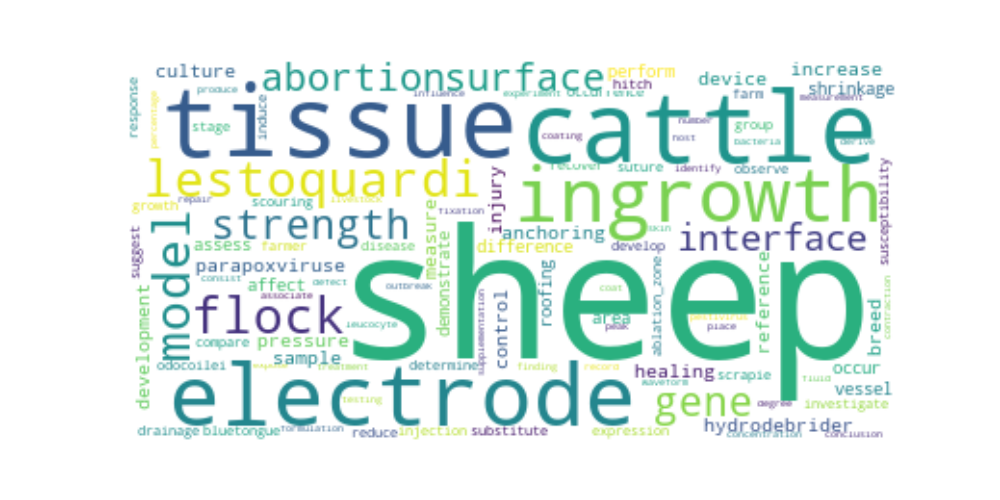 culture
abortionsurface
perform
device
increase
response
produce
influence
experiment
occurrence
hitch
farm
measurement
shrinkage
percentage
stage
induce
tissue
cattle
coating
number
host
group
bacteria
derive
recover
suture
identify
observe
lestoquardi
ingrowth
susceptibility
growth
repair
scouring
livestock
injury
fixation
strength
anchoring
skin
interface
suggest
model
assess
farmer
disease
measure
difference
develop
parapoxviruse
consist
affect
detect
outbreak
demonstrate
sheep
roofing
coat
ablation_zone
pestivirus
reference
contraction
development
associate
flock
leucocyte
supplementation
control
area
peak
place
breed
compare
pressure
sample
odocoilei
treatment
determine
finding
record
healing
scrapie
fluid
occur
electrode
waveform
vessel
testing
gene
degree
investigate
hydrodebrider
drainage
bluetongue
formulation
reduce
injection
substitute
expression
concentration
conclusion